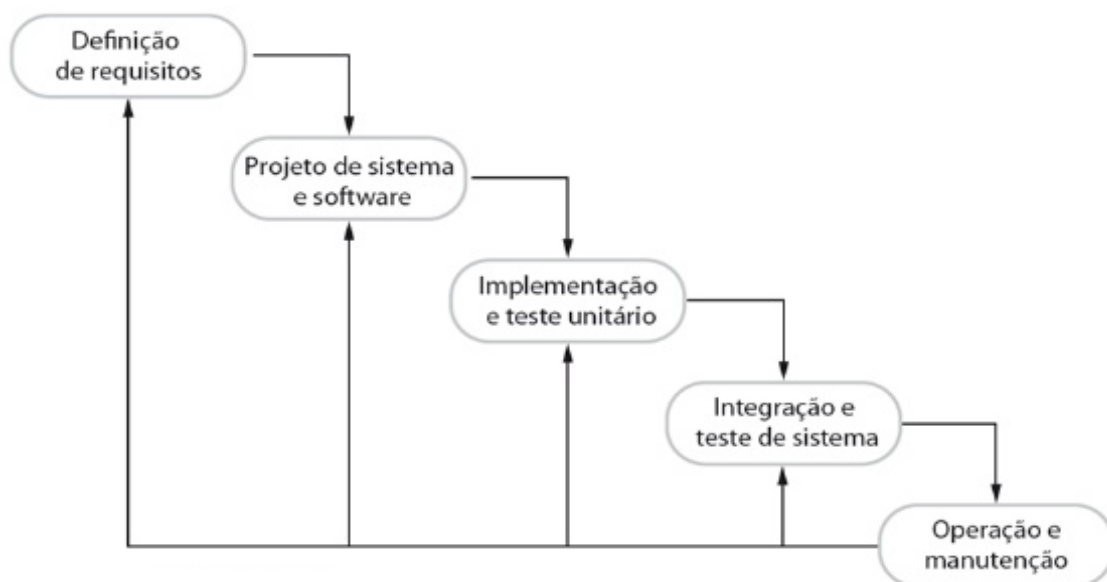 Definição
de requisitos
Projeto de sistema
e software
Implementação
e teste unitário
Integração e
teste de sistema
Operação e
manutenção